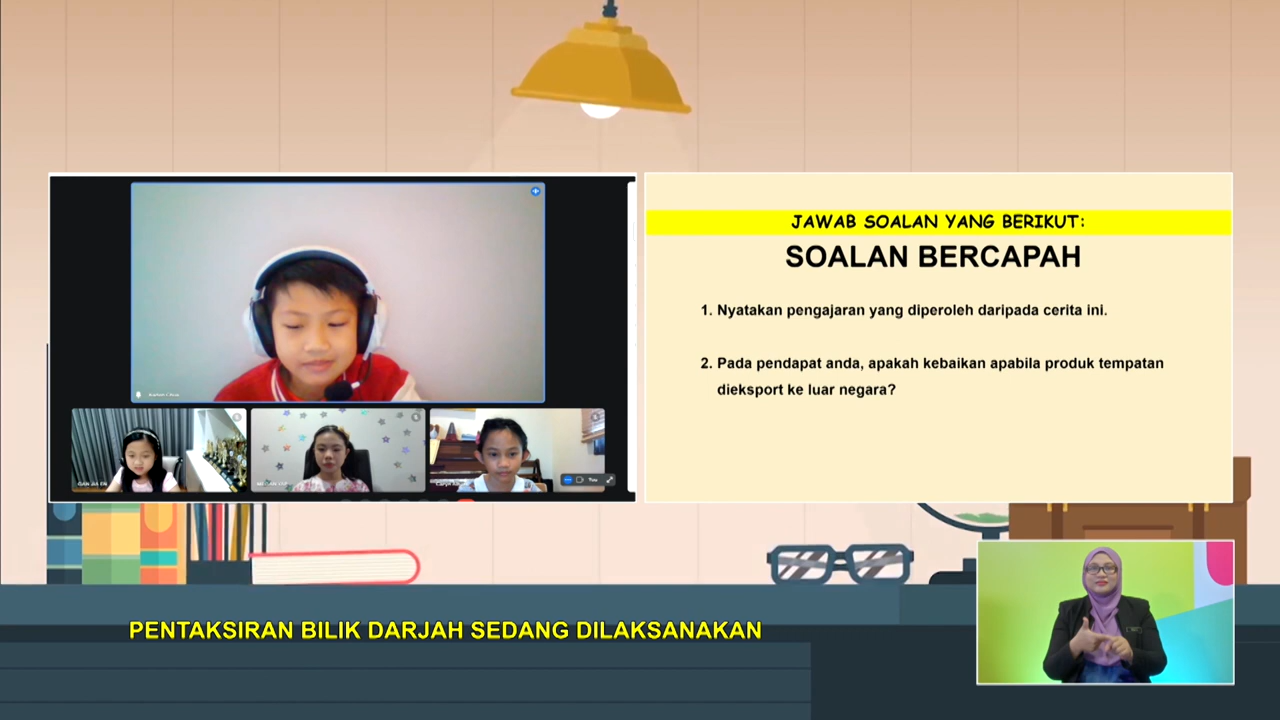 JAWAB SOALAN YANG BERIKUT:
SOALAN BERCAPAH
1. Nyatakan pengajaran yang diperoleh daripada cerita ini.
2. Pada pendapat anda, apakah kebaikan apabila produk tempatan
dieksport ke luar negara?
PENTAKSIRAN BILIK DARJAH SEDANG DILAKSANAKAN